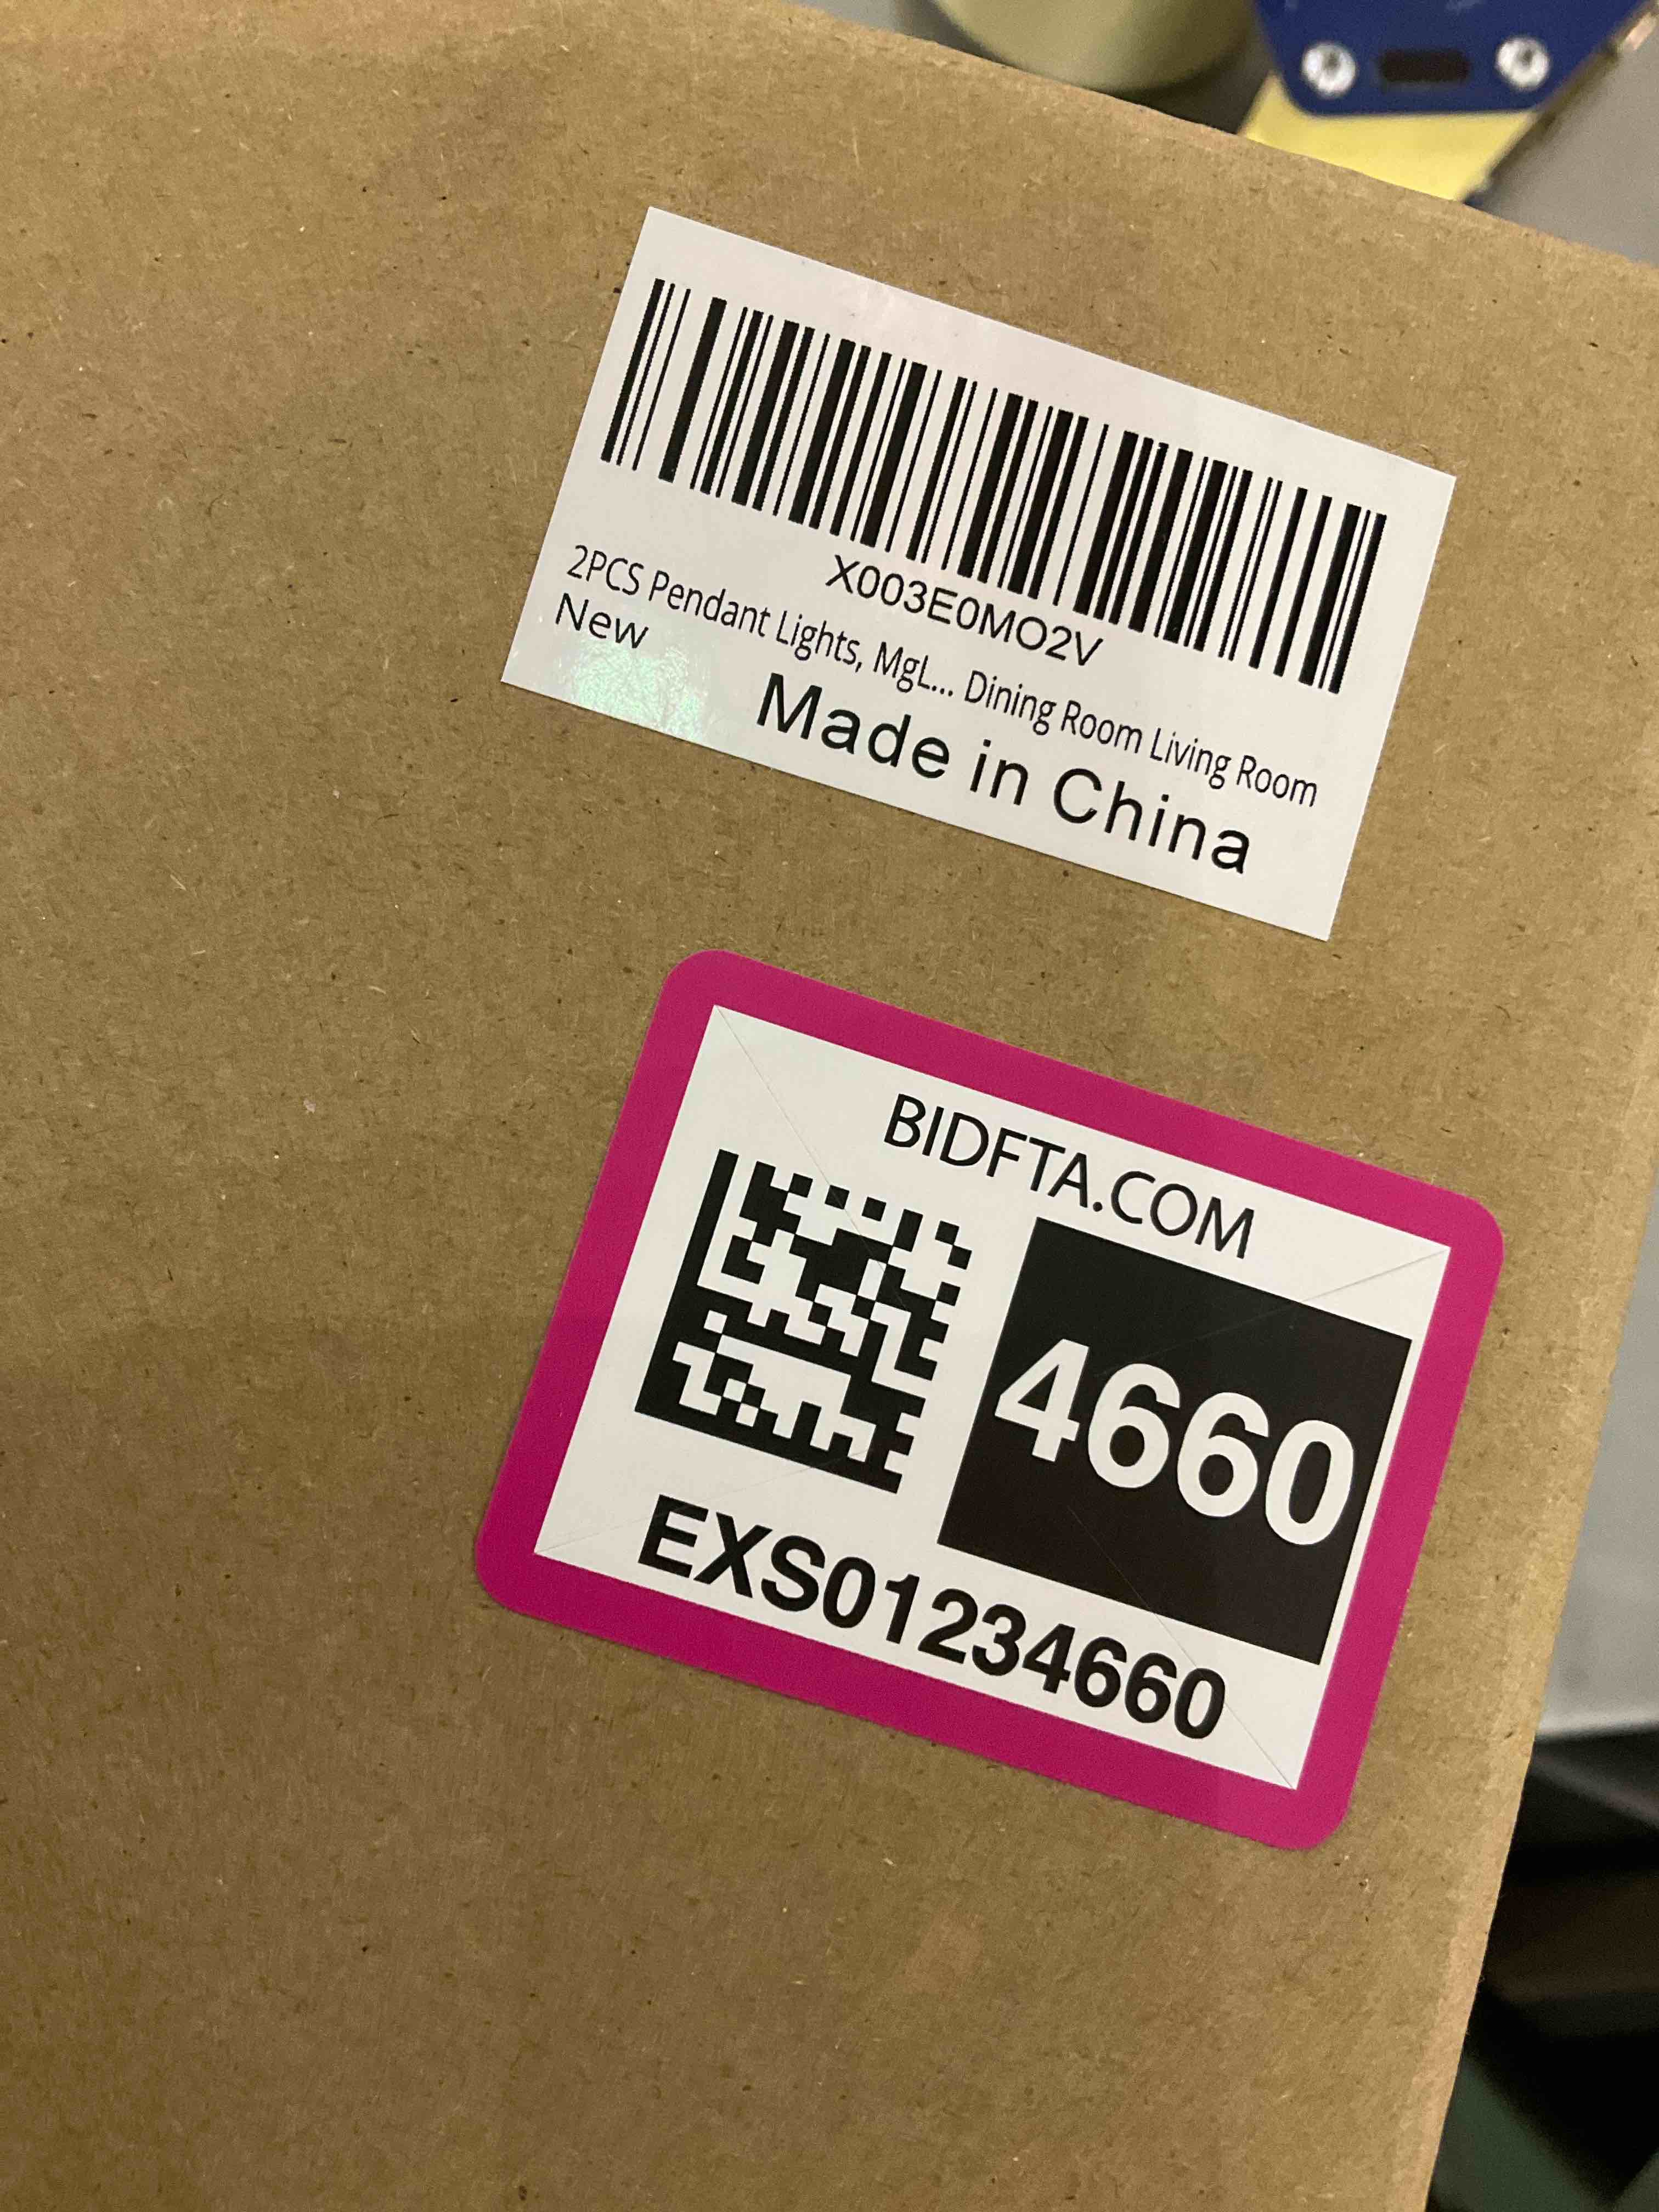 X003E0MO2V
2PCS Pendant Lights, MgL... Dining Room Living Room
New
Made in China
BIDFTA.COM
4660
EXS01234660